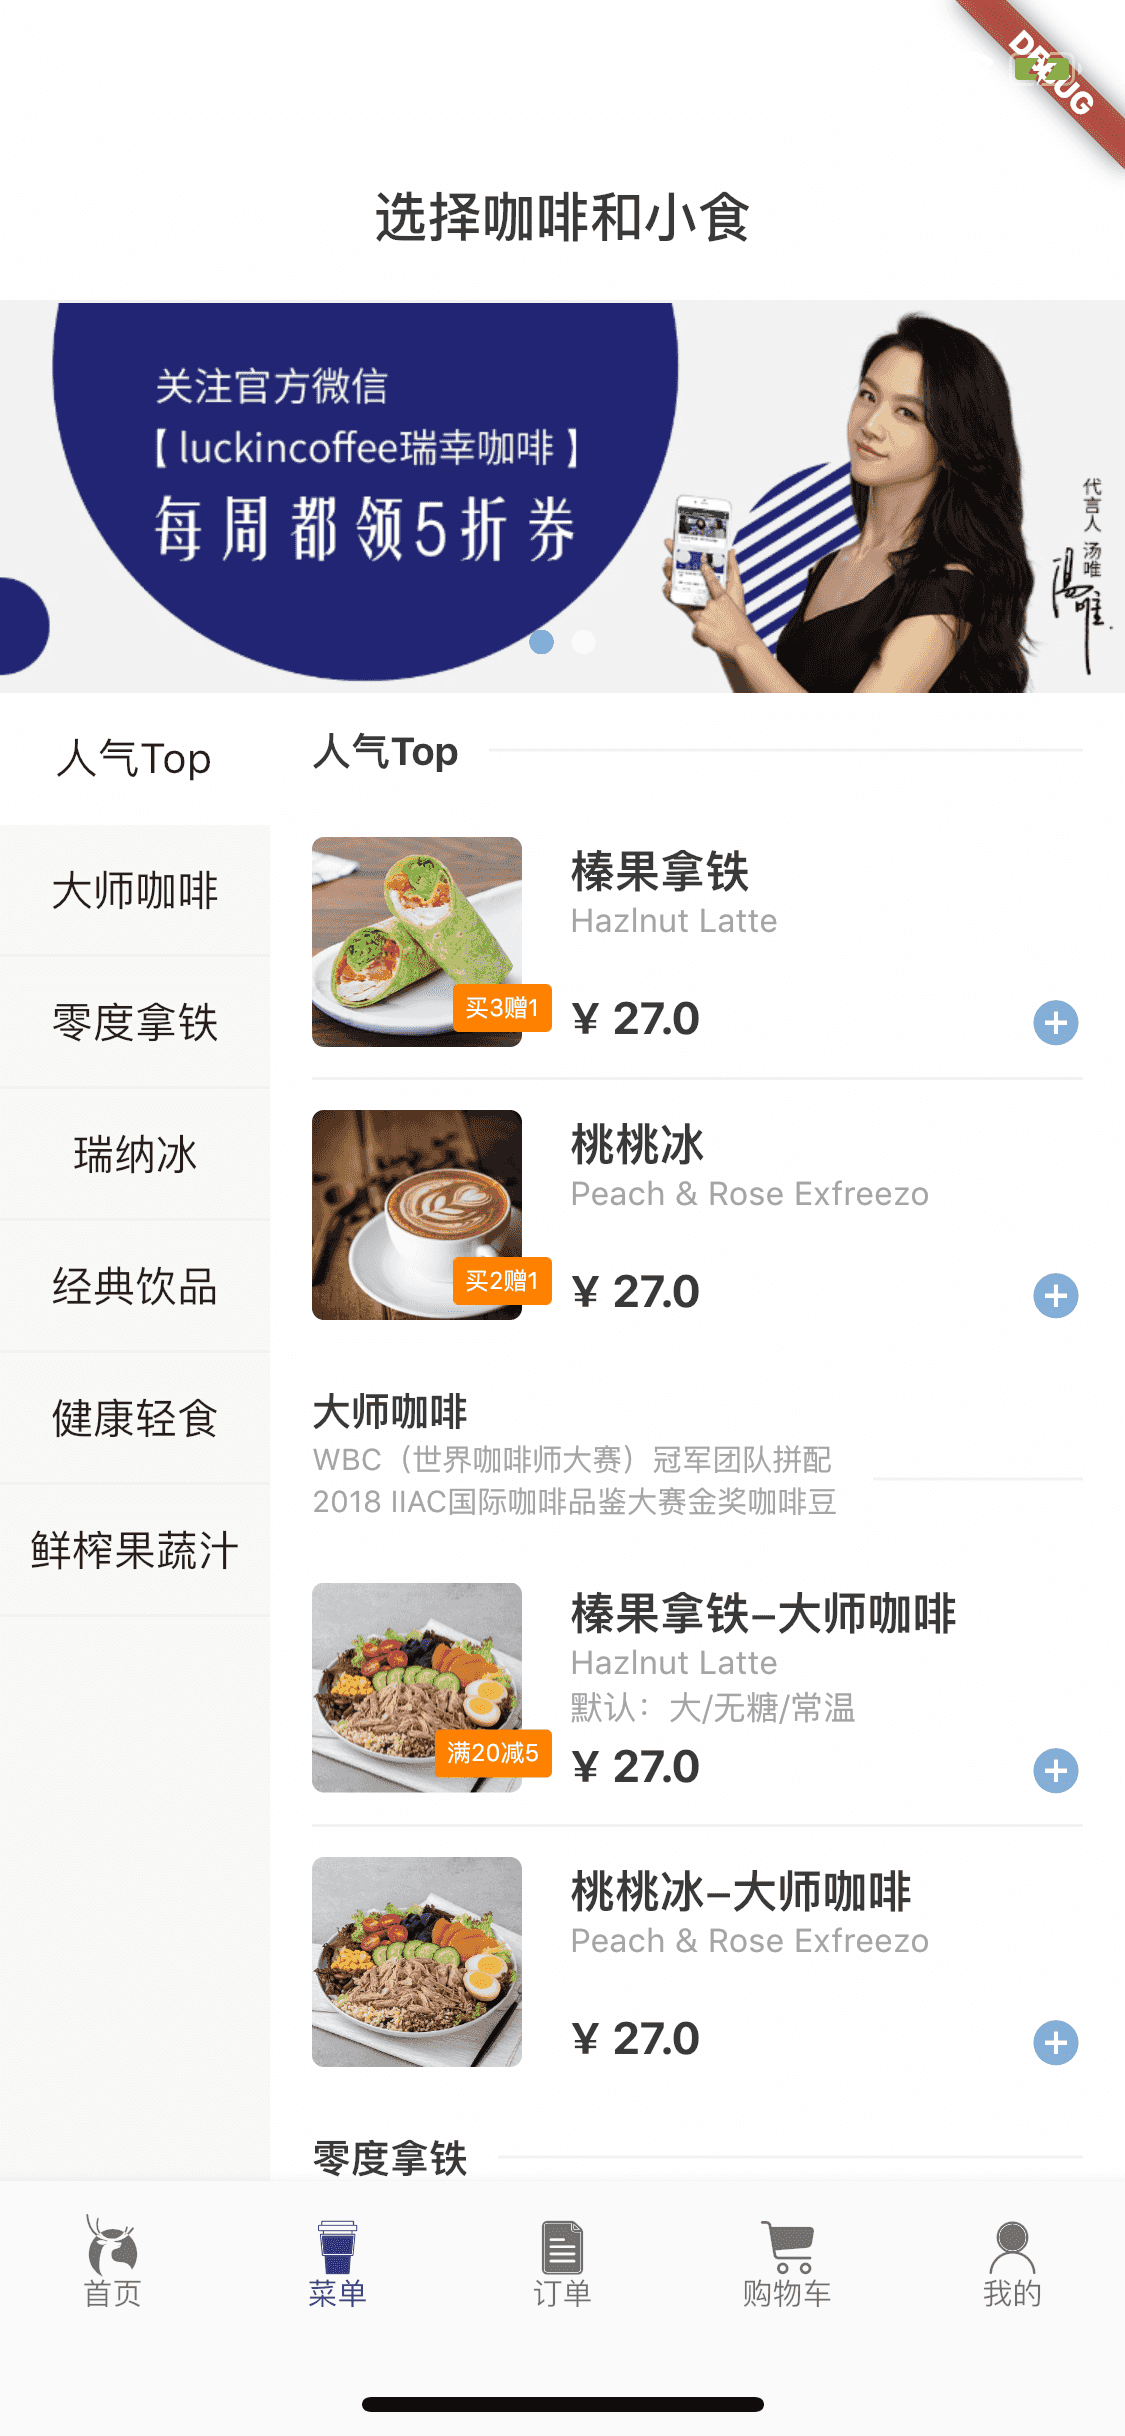 DEBUG
选择咖啡和小食
关注官方微信
【luckincoffee瑞幸咖啡】
每周都领5折券
代言人 汤唯
汤唯
人气Top
大师咖啡
零度拿铁
瑞纳冰
经典饮品
健康轻食
鲜榨果蔬汁
人气Top
榛果拿铁
Hazlnut Latte
买3赠1
¥ 27.0
桃桃冰
Peach & Rose Exfreezo
买2赠1
¥ 27.0
大师咖啡
WBC（世界咖啡师大赛）冠军团队拼配
2018 IIAC国际咖啡品鉴大赛金奖咖啡豆
榛果拿铁–大师咖啡
Hazlnut Latte
默认：大/无糖/常温
满20减5
¥ 27.0
桃桃冰–大师咖啡
Peach & Rose Exfreezo
¥ 27.0
零度拿铁
首页
菜单
订单
购物车
我的